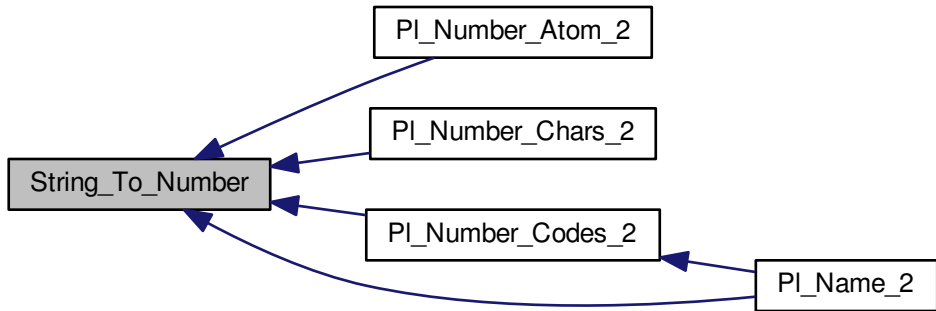 Pl_Number_Atom_2
Pl_Number_Chars_2
String_To_Number
Pl_Number_Codes_2
Pl_Name_2